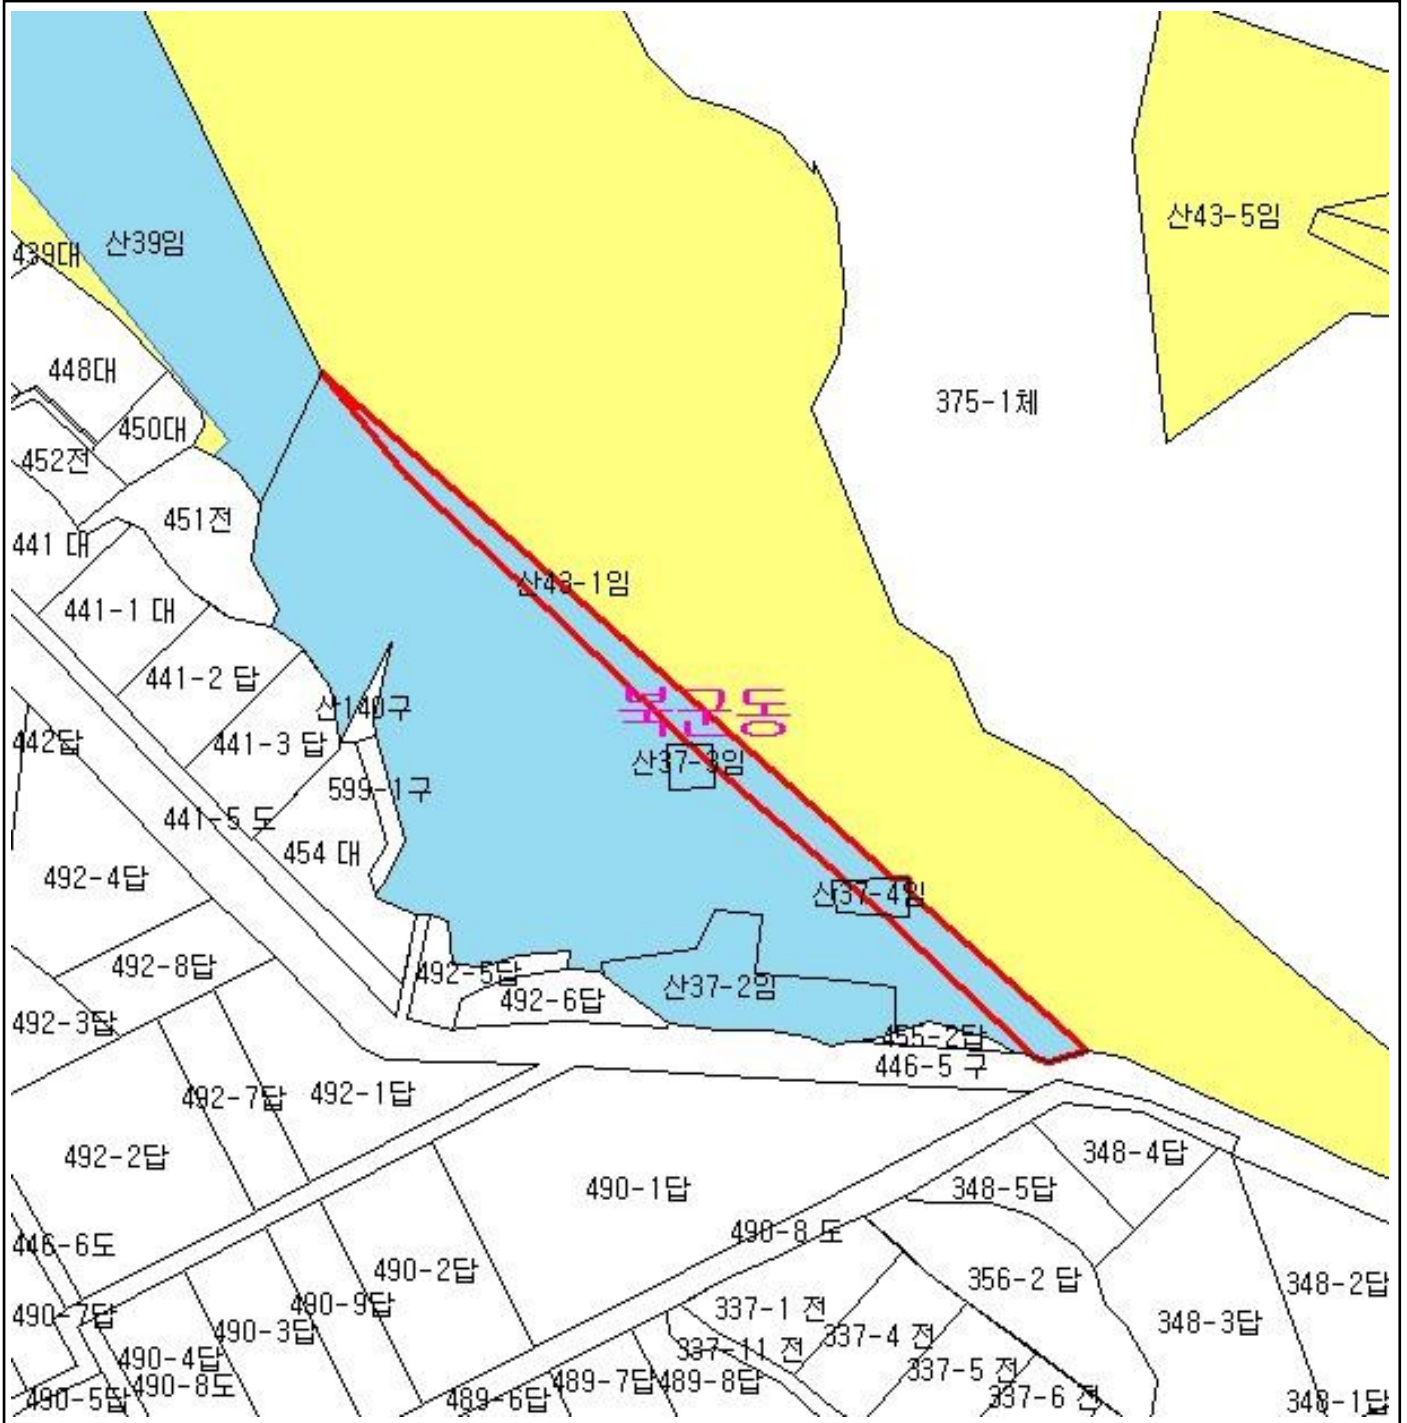 산43-5임
산39임
439대
448대
375-1체
450대
452전
451전
441 대
산43-1임
441-1 대
441-2 답
산140구
북군동
442답
441-3 답
산37-3임
599-1구
441-5 도
454 대
492-4답
산37-4임
492-8답
492-5답
산37-2임
492-6답
492-3답
455-2답
446-5 구
492-7답
492-1답
492-2답
348-4답
490-1답
348-5답
446-6도
490-8 도
490-2답
356-2 답
348-2답
490-9답
337-1 전
490-7답
490-3답
348-3답
337-4 전
337-11 전
490-4답
337-5 전
490-8도
489-7답
489-8답
490-5답
489-6답
337-6 전
348-1답